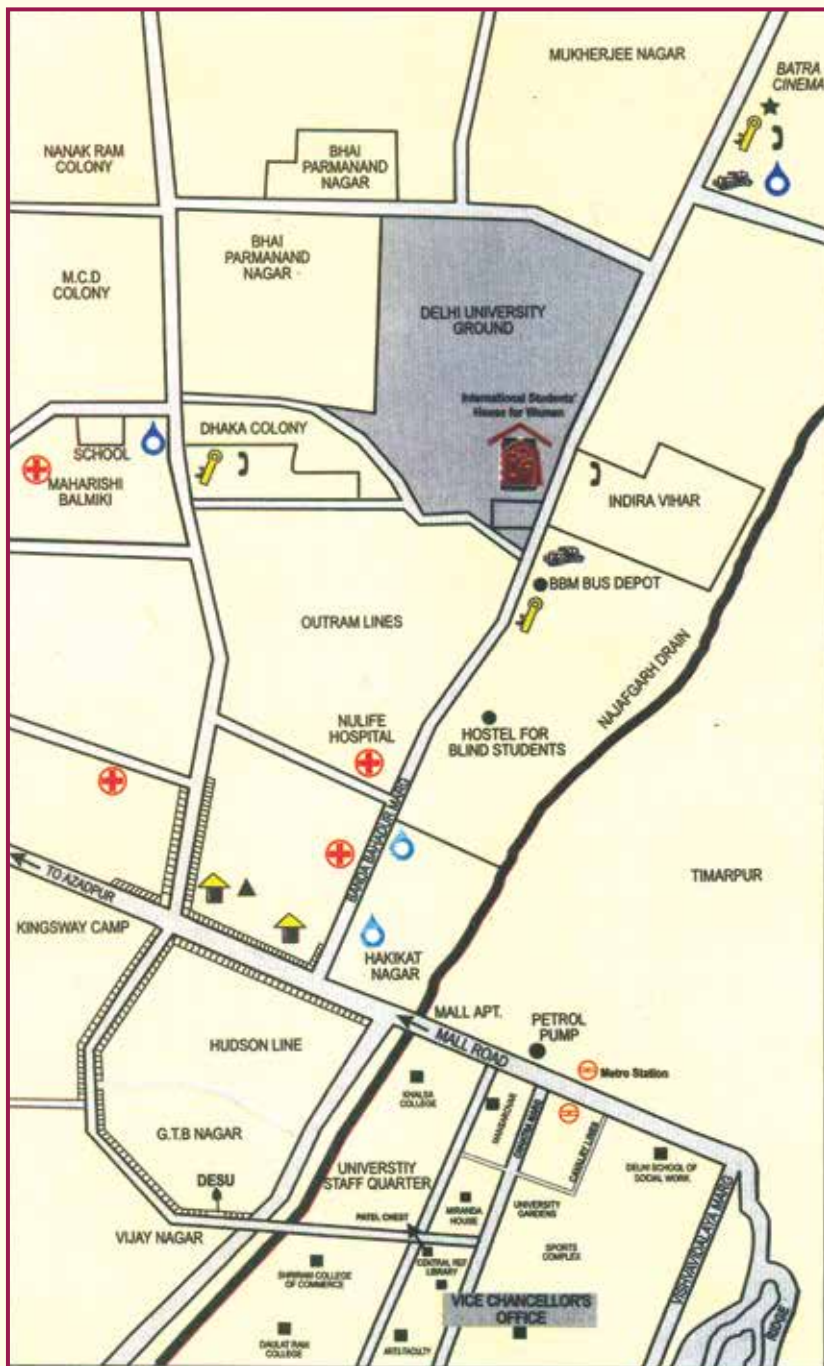 MUKHERJEE NAGAR
BATRA
CINEMA
NANAK RAM
COLONY
BHAI
PARMANAND
NAGAR
BHAI
PARMANAND
NAGAR
M.C.D
COLONY
DELHI UNIVERSITY
GROUND
International Students'
House for Women
DHAKA COLONY
SCHOOL
MAHARISHI
BALMIKI
INDIRA VIHAR
BBM BUS DEPOT
OUTRAM LINES
NAJAFGARH DRAIN
NULIFE
HOSPITAL
HOSTEL FOR
BLIND STUDENTS
BANDA BAHADUR MARG
TO AZADPUR
TIMARPUR
KINGSWAY CAMP
HAKIKAT
NAGAR
MALL APT.
MALL ROAD
PETROL
PUMP
HUDSON LINE
Metro Station
KHALSA
COLLEGE
MANSAROVAR
CHHATRA MARG
CAVALRY LINES
G.T.B NAGAR
DELHI SCHOOL OF
SOCIAL WORK
UNIVERSTIY
STAFF QUARTER
DESU
MIRANDA
HOUSE
UNIVERSITY
GARDENS
VISHVAVIDALAYA MARG
PATEL CHEST
VIJAY NAGAR
SPORTS
COMPLEX
CENTRAL REF
LIBRARY
SHRIRAM COLLEGE
OF COMMERCE
VICE CHANCELLOR'S
OFFICE
RIDGE
DAULAT RAM
COLLEGE
ARTS FACULTY